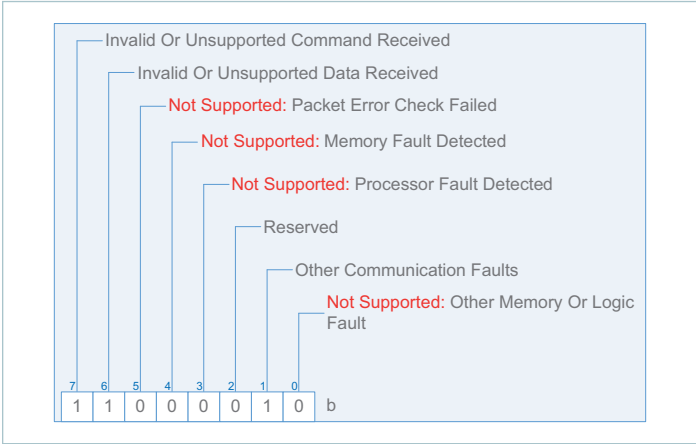 Invalid Or Unsupported Command Received
Invalid Or Unsupported Data Received
Not Supported: Packet Error Check Failed
Not Supported: Memory Fault Detected
Not Supported: Processor Fault Detected
Reserved
Other Communication Faults
Not Supported: Other Memory Or Logic
Fault
7 6 5 4 3 2 1 0
1 1 0 0 0 0 1 0 b